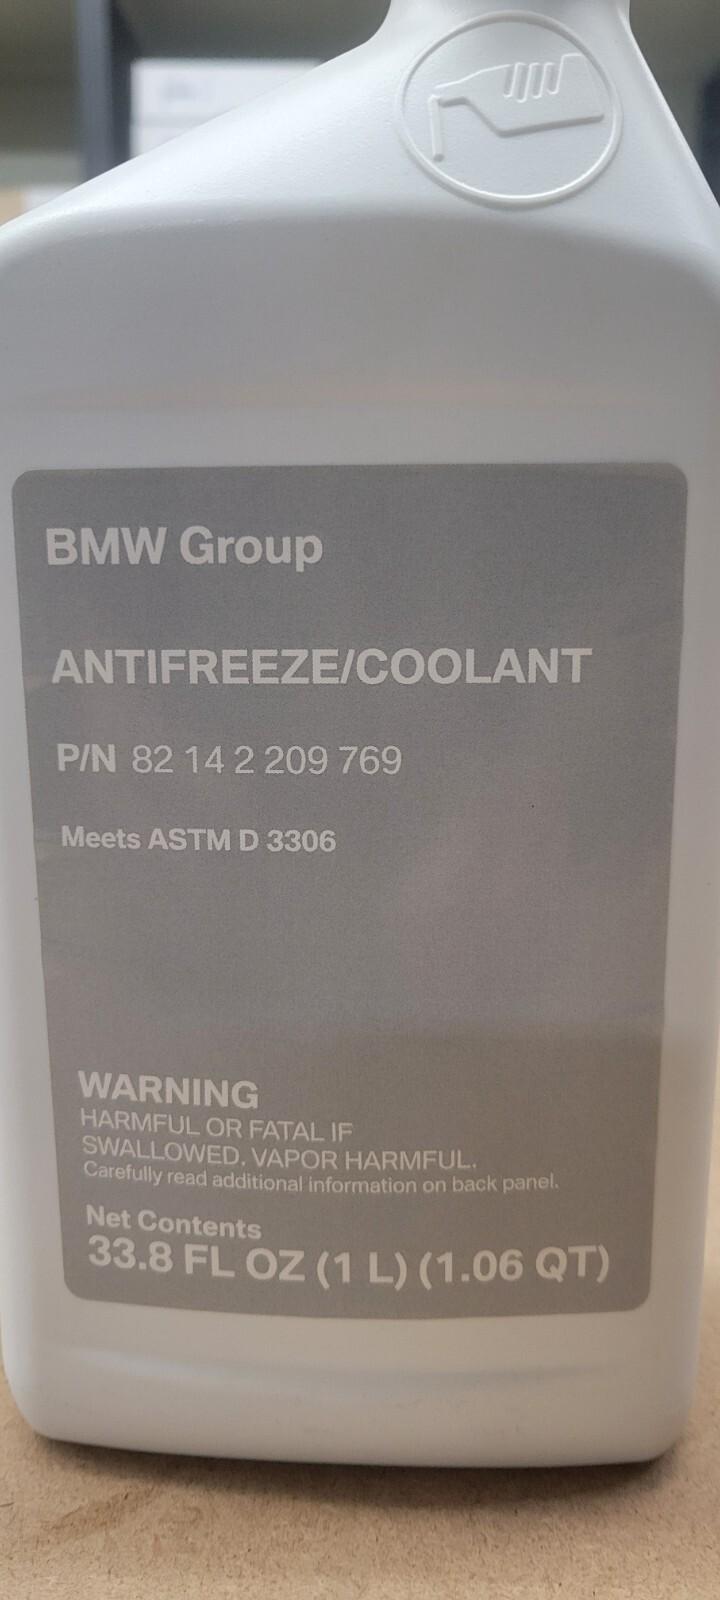 BMW Group
ANTIFREEZE/COOLANT
P/N 82 14 2 209 769
Meets ASTM D 3306
WARNING
HARMFUL OR FATAL IF
SWALLOWED. VAPOR HARMFUL.
Carefully read additional information on back panel.
Net Contents
33.8 FL OZ (1 L) (1.06 QT)